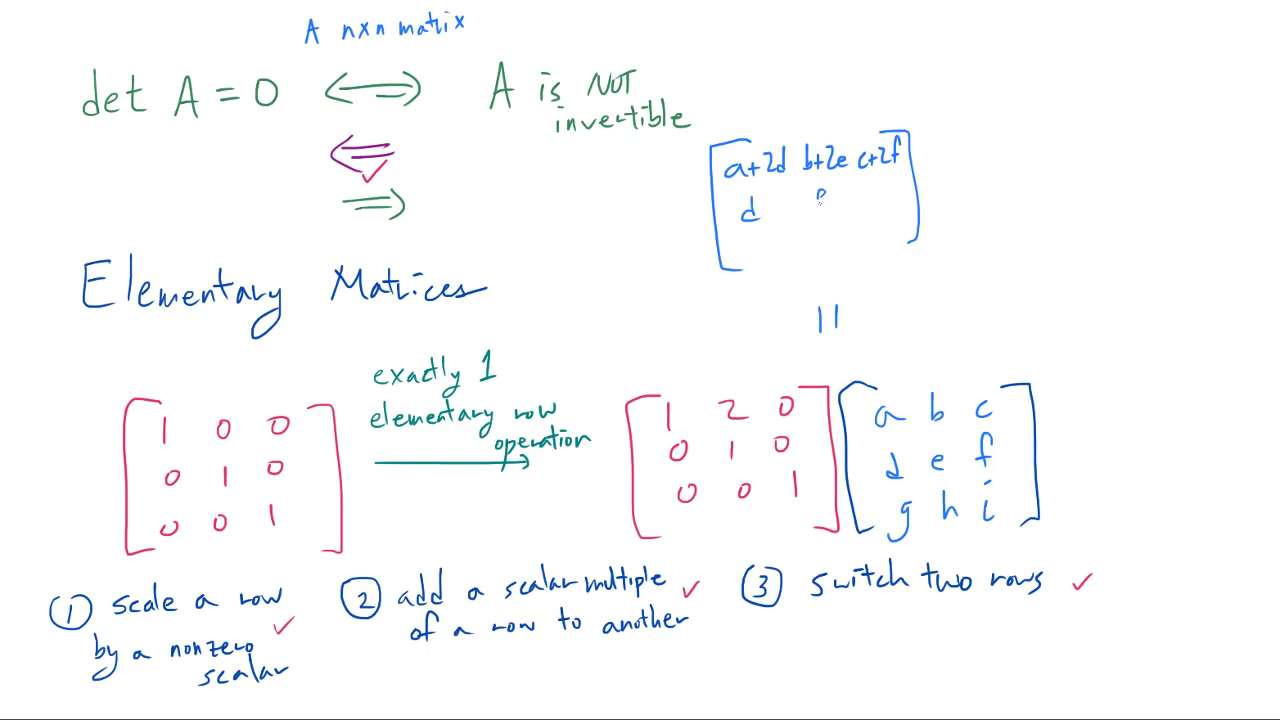 A n×n matrix
det A = 0 ⟺ A is NOT
invertible
⟸ ✓
⟹
a+2d b+2e c+2f
d
Elementary Matrices
||
exactly 1
elementary row
operation
1 0 0
0 1 0
0 0 1
1 2 0
0 1 0
0 0 1
a b c
d e f
g h i
① scale a row
by a nonzero ✓
scalar
② add a scalar multiple ✓
of a row to another
③ switch two rows ✓